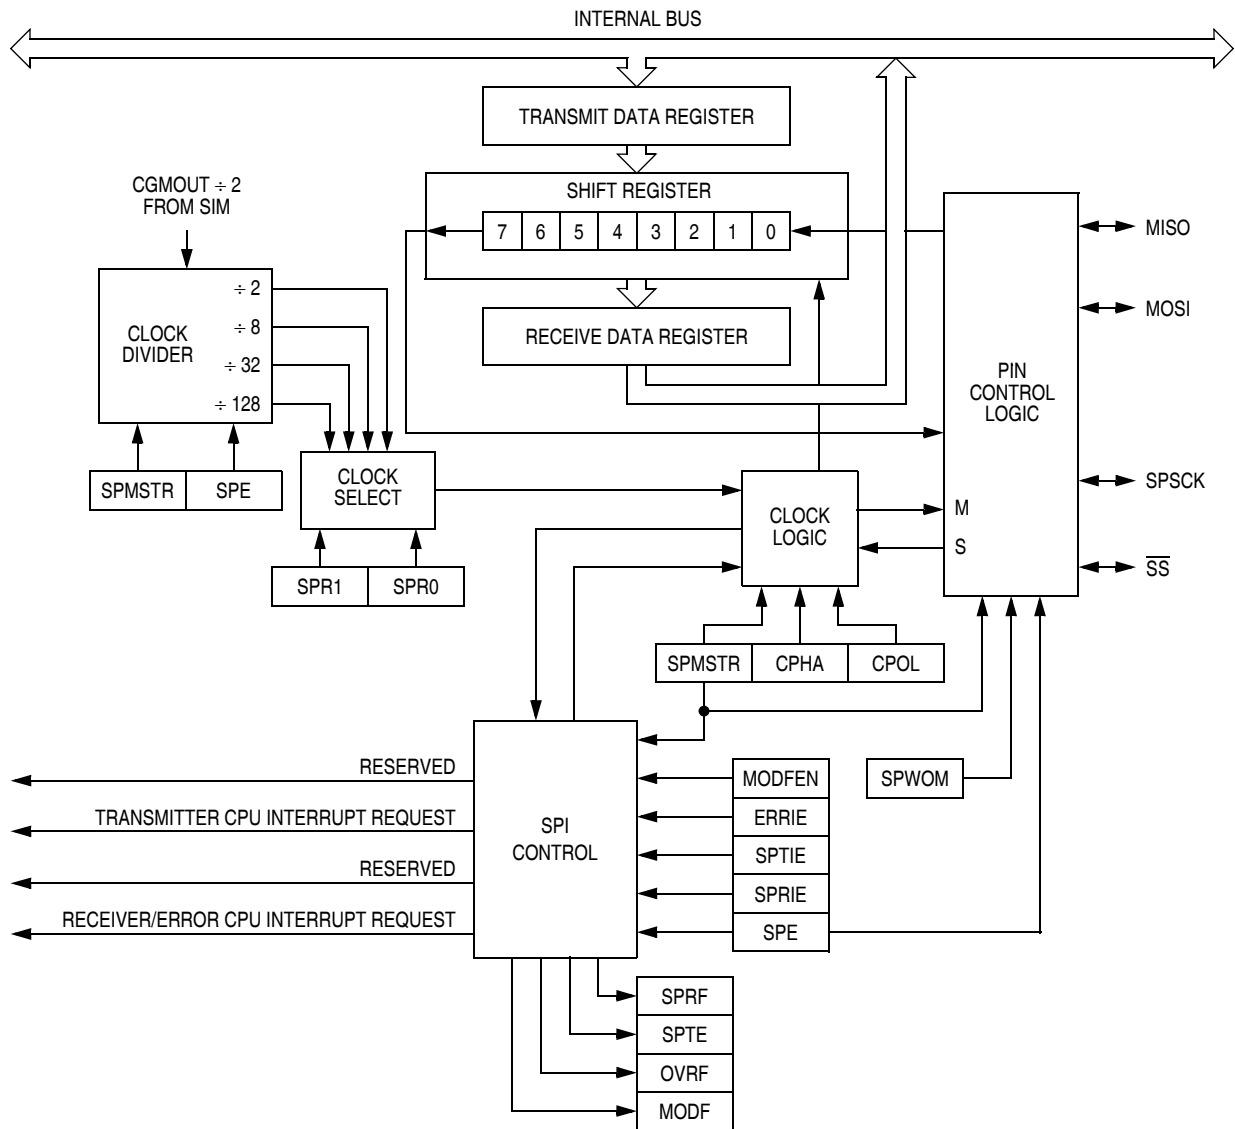 INTERNAL BUS
TRANSMIT DATA REGISTER
CGMOUT ÷ 2
FROM SIM
SHIFT REGISTER
7 6 5 4 3 2 1 0
MISO
MOSI
SPSCK
SS
CLOCK
DIVIDER
÷ 2
÷ 8
÷ 32
÷ 128
RECEIVE DATA REGISTER
PIN
CONTROL
LOGIC
M
S
SPMSTR SPE
CLOCK
SELECT
SPR1 SPR0
CLOCK
LOGIC
SPMSTR CPHA CPOL
RESERVED
TRANSMITTER CPU INTERRUPT REQUEST
RESERVED
RECEIVER/ERROR CPU INTERRUPT REQUEST
SPI
CONTROL
MODFEN
ERRIE
SPTIE
SPRIE
SPE
SPWOM
SPRF
SPTE
OVRF
MODF